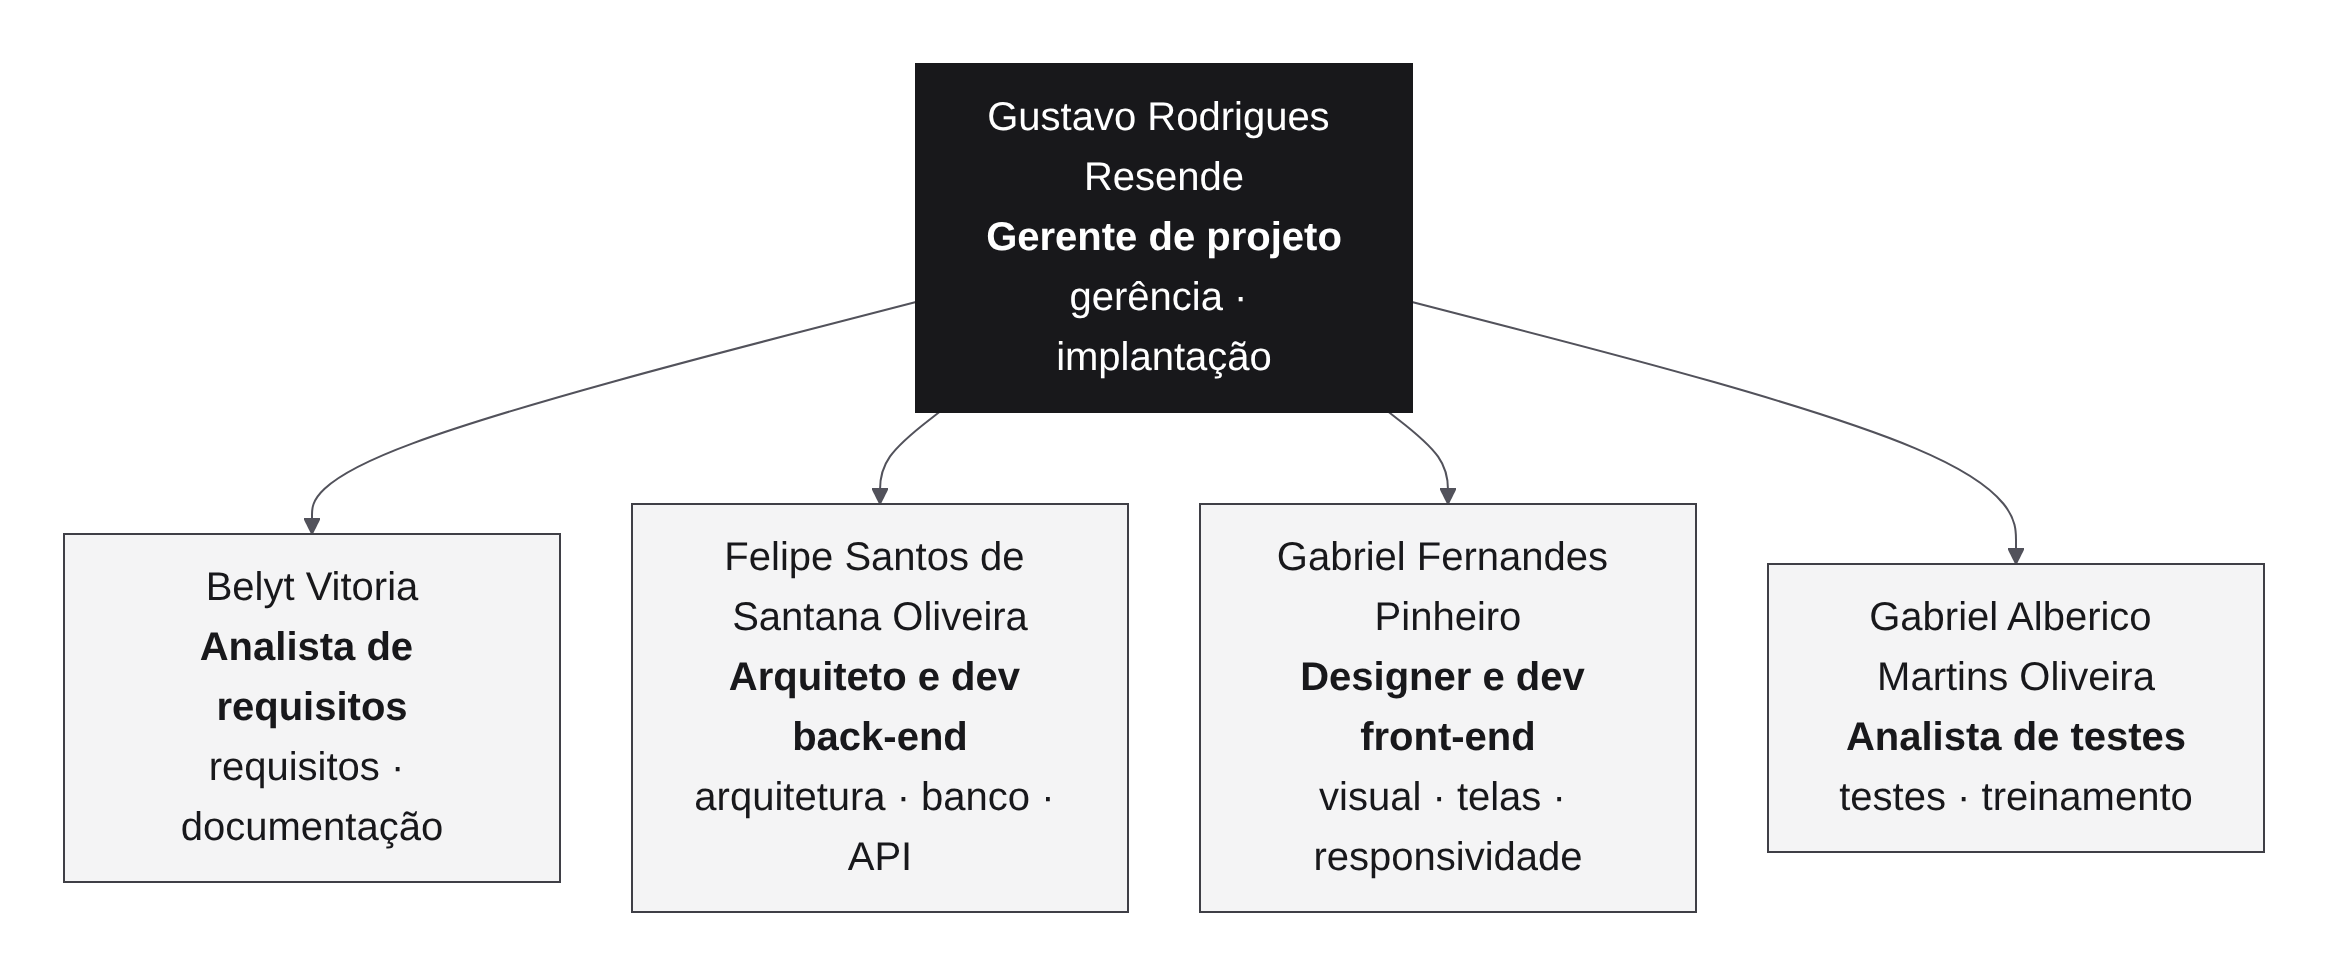 Gustavo Rodrigues
Resende
Gerente de projeto
gerência ·
implantação
Belyt Vitoria
Analista de
requisitos
requisitos ·
documentação
Felipe Santos de
Santana Oliveira
Arquiteto e dev
back-end
arquitetura · banco ·
API
Gabriel Fernandes
Pinheiro
Designer e dev
front-end
visual · telas ·
responsividade
Gabriel Alberico
Martins Oliveira
Analista de testes
testes · treinamento